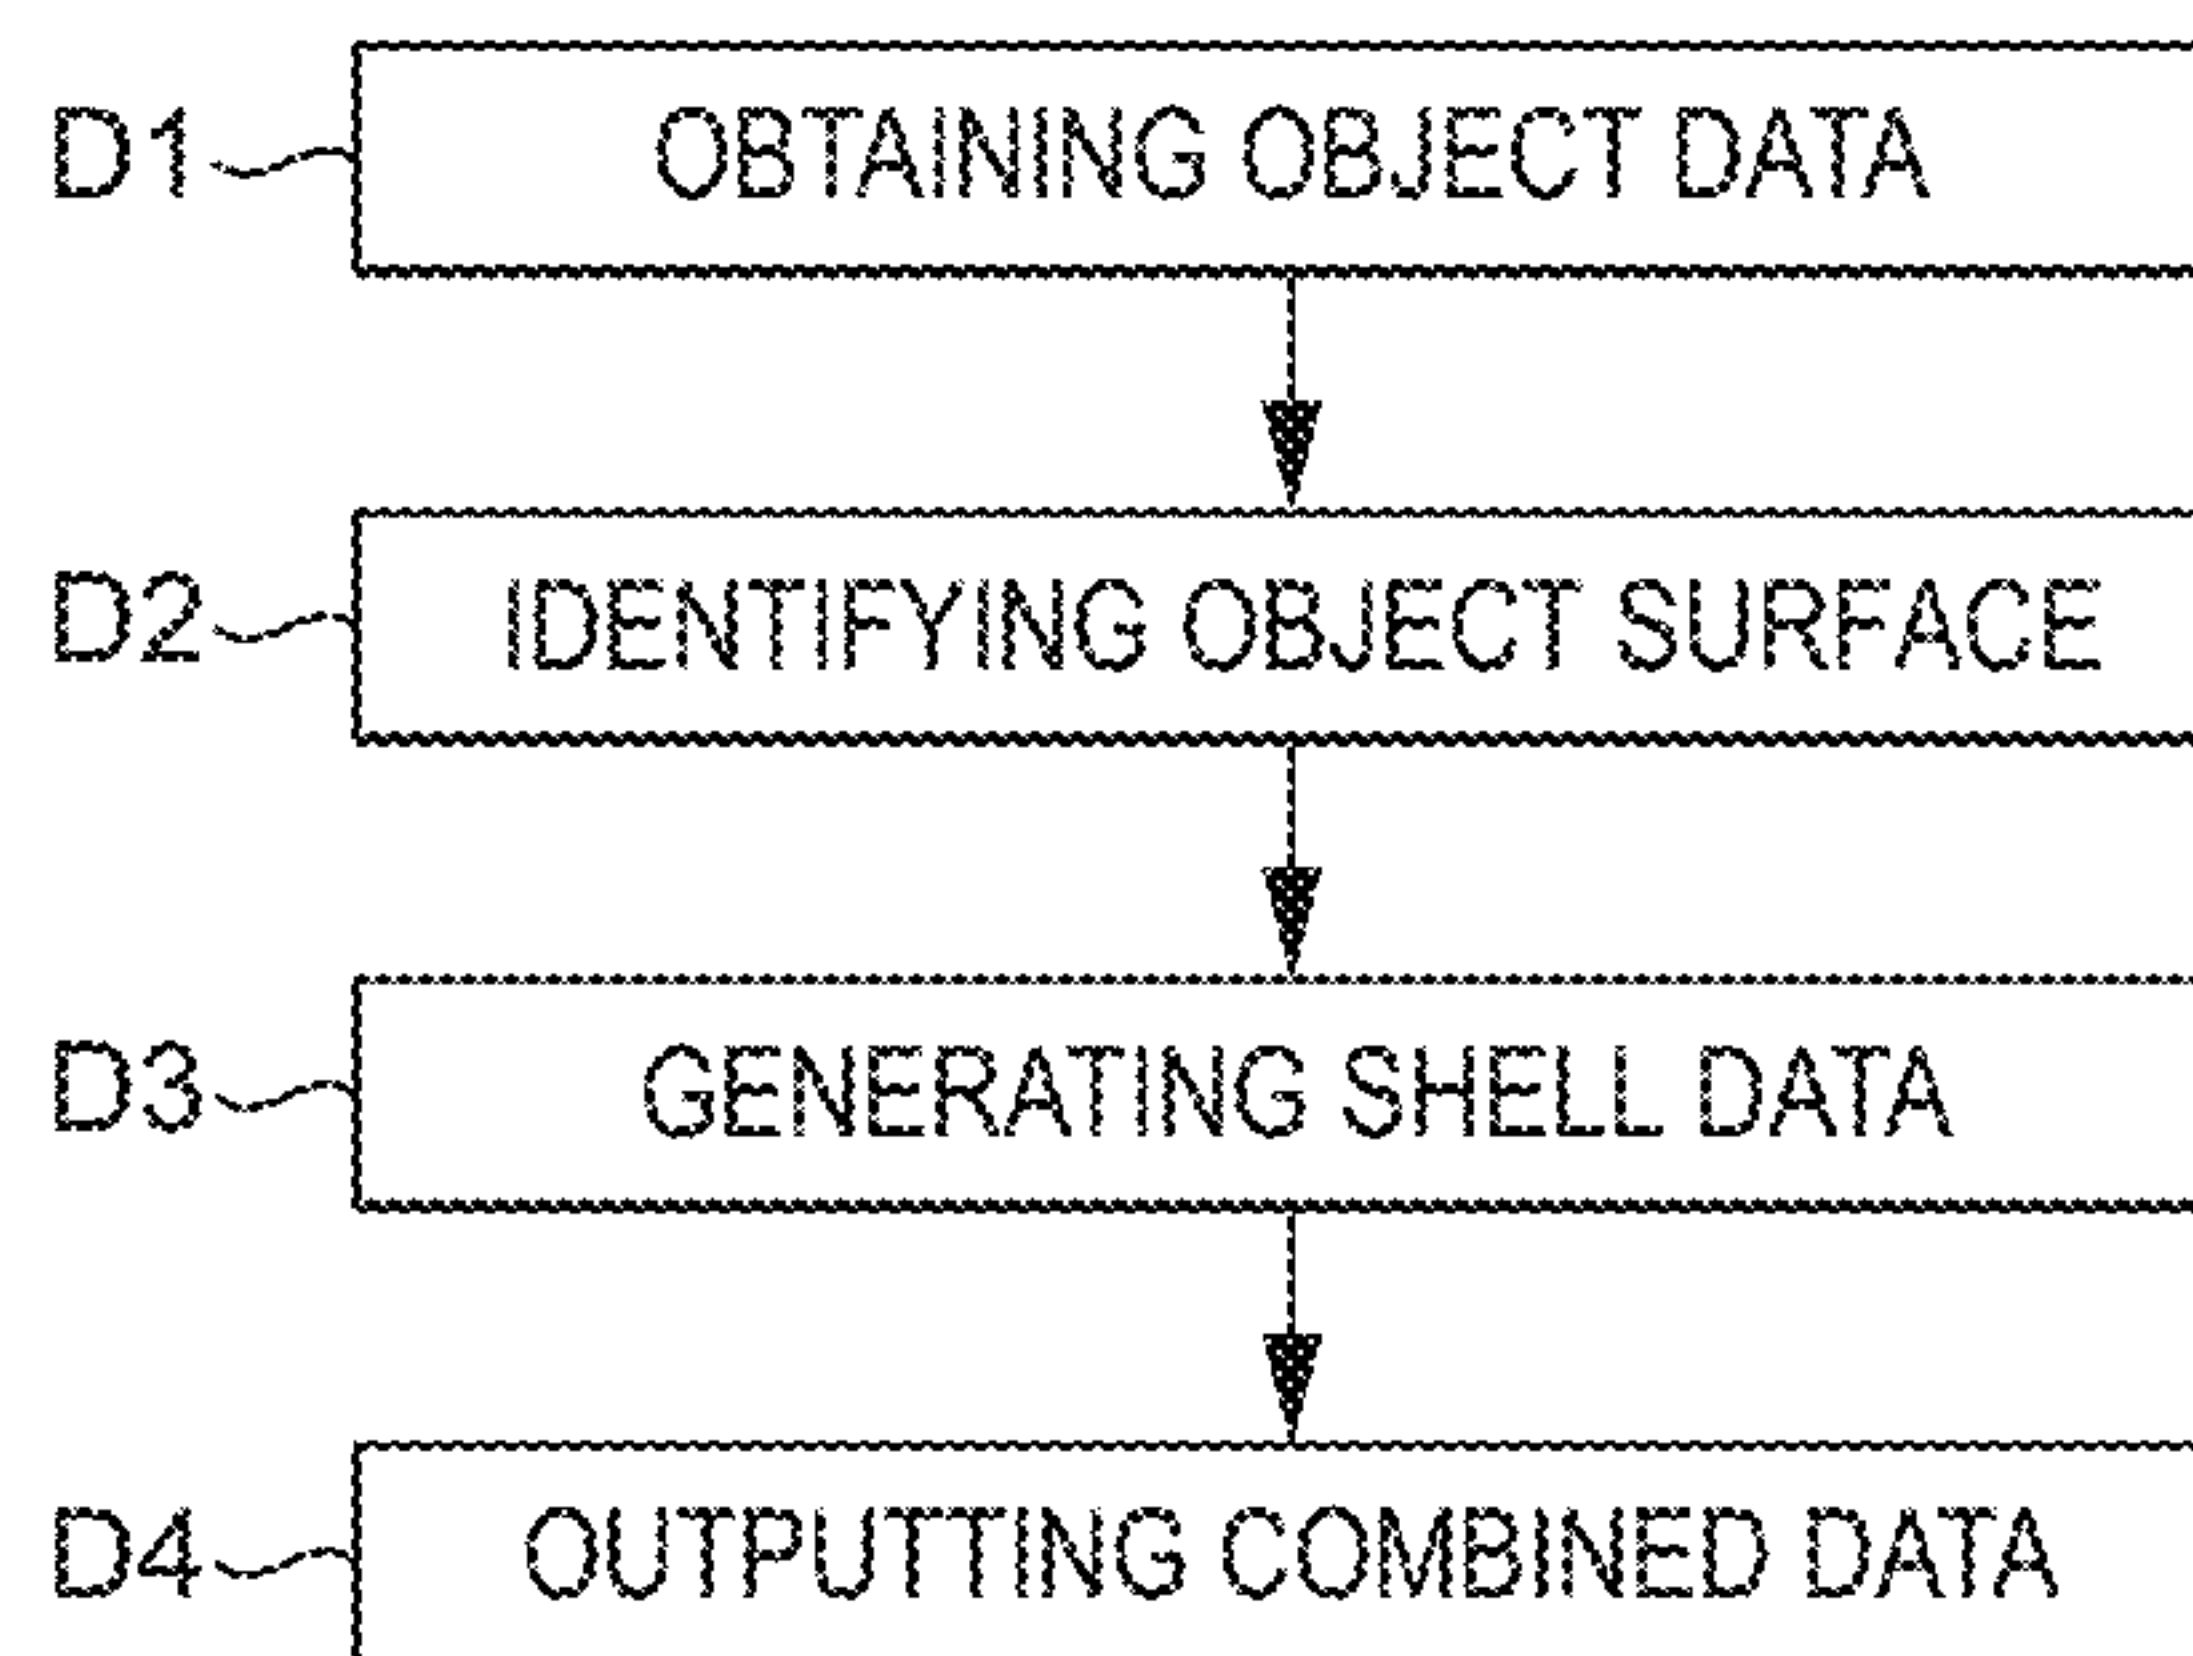 D1 OBTAINING OBJECT DATA
D2 IDENTIFYING OBJECT SURFACE
D3 GENERATING SHELL DATA
D4 OUTPUTTING COMBINED DATA